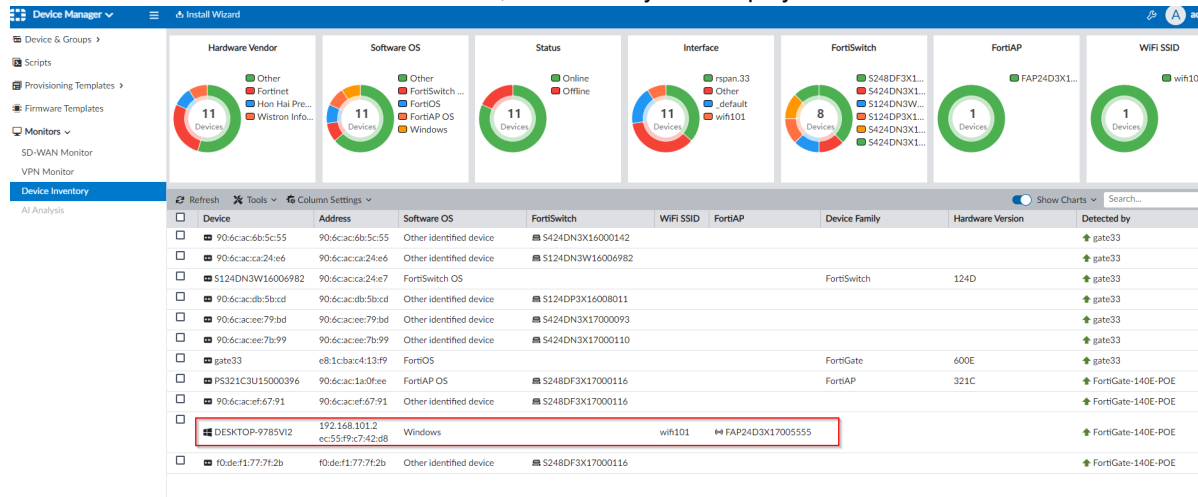 Device Manager
Install Wizard
A
Device & Groups
Scripts
Provisioning Templates
Firmware Templates
Monitors
SD-WAN Monitor
VPN Monitor
Device Inventory
AI Analysis
Hardware Vendor
11
Devices
Other
Fortinet
Hon Hai Pre...
Wistron Info...
Software OS
11
Devices
Other
FortiSwitch ...
FortiOS
FortiAP OS
Windows
Status
11
Devices
Online
Offline
Interface
11
Devices
rspan.33
Other
_default
wifi101
FortiSwitch
8
Devices
S248DF3X1...
S424DN3X1...
S124DN3W...
S124DP3X1...
S424DN3X1...
S424DN3X1...
FortiAP
1
Devices
FAP24D3X1...
WiFi SSID
1
Devices
wifi10
Refresh Tools Column Settings Show Charts Search...
Device Address Software OS FortiSwitch WiFi SSID FortiAP Device Family Hardware Version Detected by
90:6c:ac:6b:5c:55 90:6c:ac:6b:5c:55 Other identified device S424DN3X16000142 gate33
90:6c:ac:ca:24:e6 90:6c:ac:ca:24:e6 Other identified device S124DN3W16006982 gate33
S124DN3W16006982 90:6c:ac:ca:24:e7 FortiSwitch OS FortiSwitch 124D gate33
90:6c:ac:db:5b:cd 90:6c:ac:db:5b:cd Other identified device S124DP3X16008011 gate33
90:6c:ac:ee:79:bd 90:6c:ac:ee:79:bd Other identified device S424DN3X17000093 gate33
90:6c:ac:ee:7b:99 90:6c:ac:ee:7b:99 Other identified device S424DN3X17000110 gate33
gate33 e8:1c:ba:c4:13:f9 FortiOS FortiGate 600E gate33
PS321C3U15000396 90:6c:ac:1a:0f:ee FortiAP OS S248DF3X17000116 FortiAP 321C FortiGate-140E-POE
90:6c:ac:ef:67:91 90:6c:ac:ef:67:91 Other identified device S248DF3X17000116 FortiGate-140E-POE
DESKTOP-9785VI2 192.168.101.2 Windows wifi101 FAP24D3X17005555 FortiGate-140E-POE
ec:55:f9:c7:42:d8
f0:de:f1:77:7f:2b f0:de:f1:77:7f:2b Other identified device S248DF3X17000116 FortiGate-140E-POE